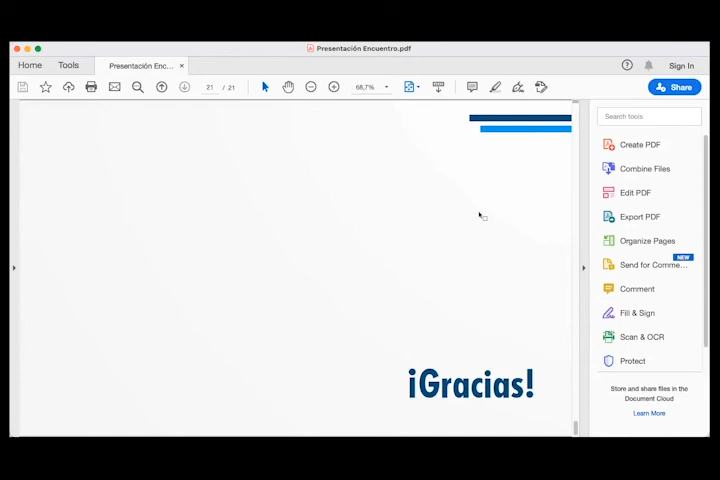 Presentación Encuentro.pdf
Home
Tools
Presentación Enc...
×
?
Sign In
21 / 21
68,7%
Share
Search tools
Create PDF
Combine Files
Edit PDF
Export PDF
Organize Pages
NEW
Send for Comme...
Comment
Fill & Sign
Scan & OCR
Protect
Store and share files in the
Document Cloud
Learn More
¡Gracias!